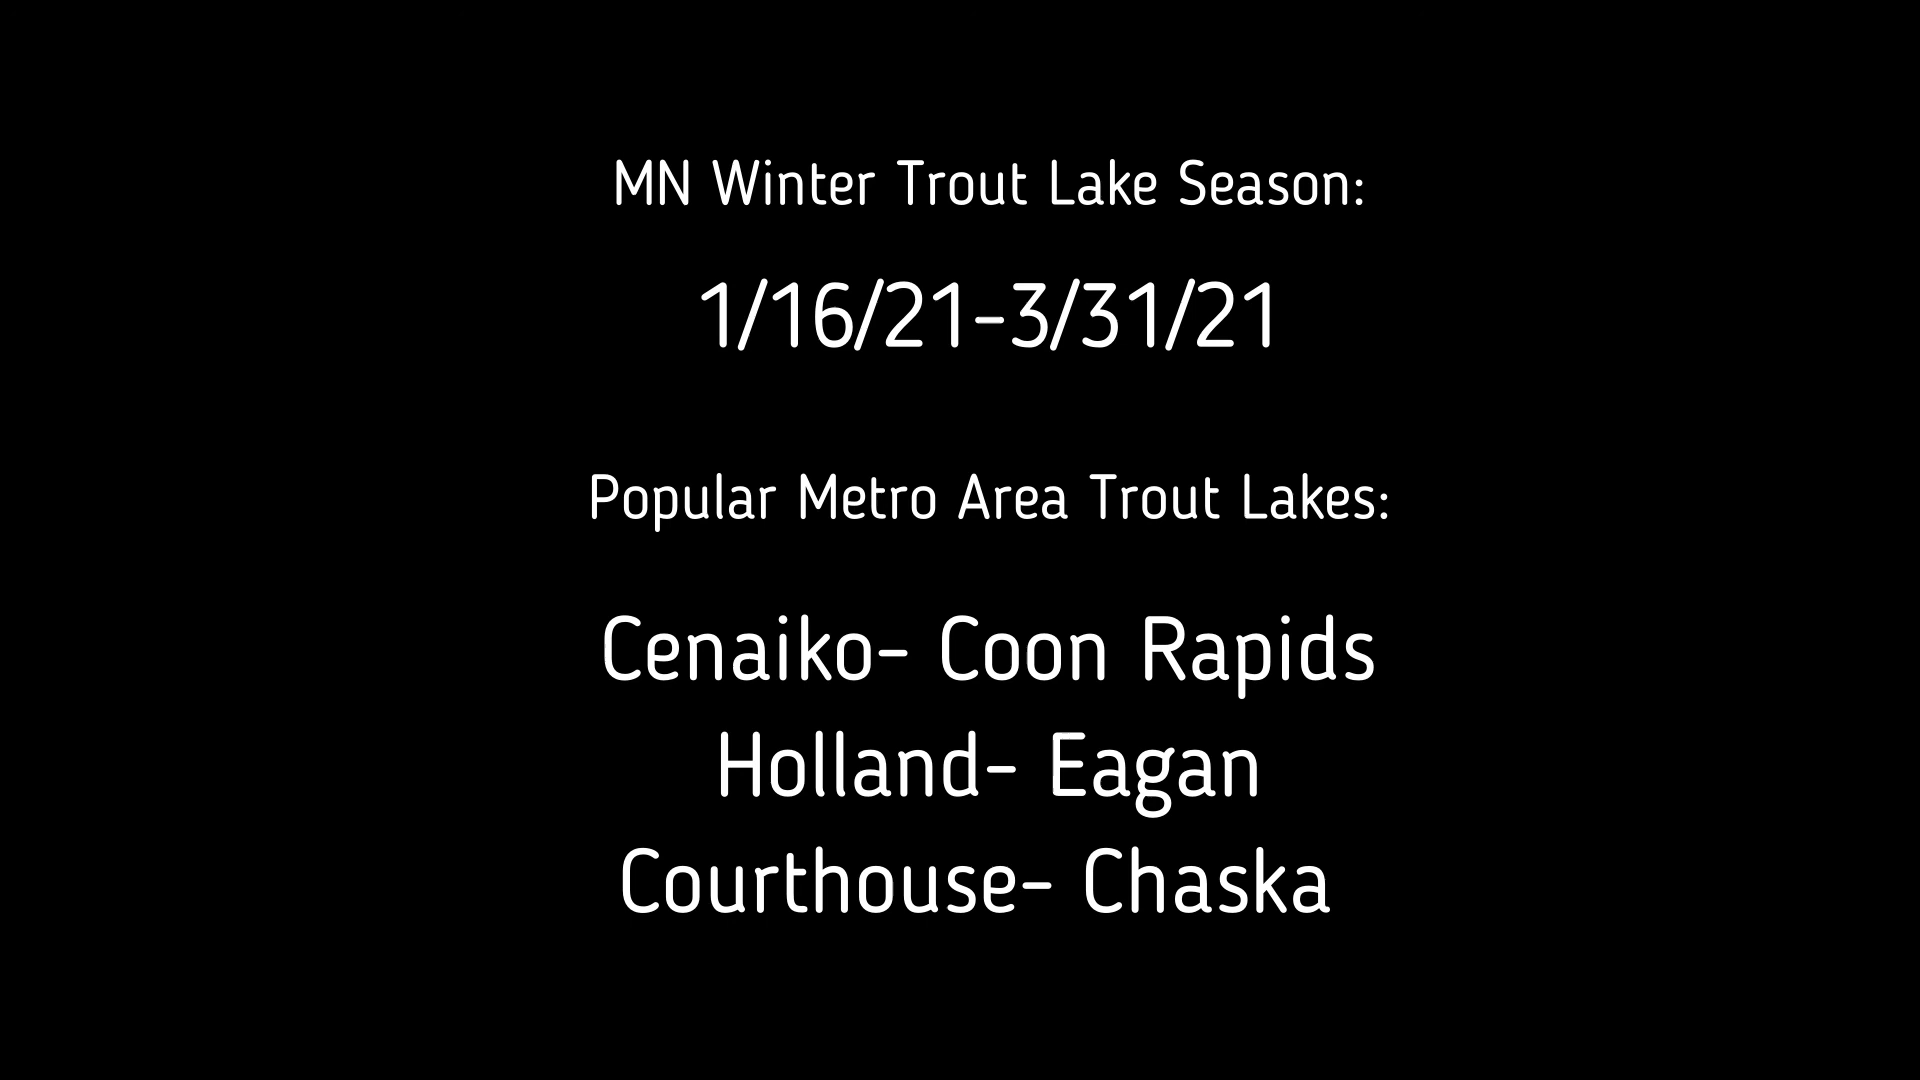 MN Winter Trout Lake Season:
1/16/21-3/31/21
Popular Metro Area Trout Lakes:
Cenaiko- Coon Rapids
Holland- Eagan
Courthouse- Chaska